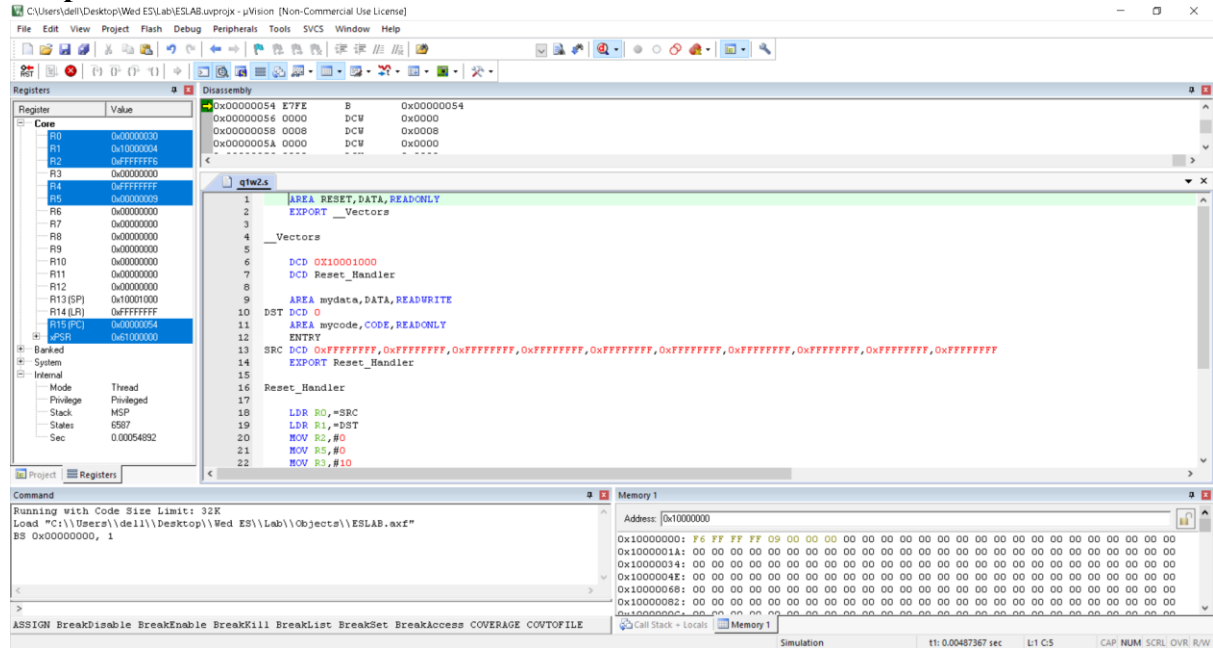 C:\Users\dell\Desktop\Wed ES\Lab\ESLAB.uvprojx - µVision [Non-Commercial Use License]
File Edit View Project Flash Debug Peripherals Tools SVCS Window Help
Registers
Register Value
Core
R0 0x00000030
R1 0x10000004
R2 0xFFFFFFF6
R3 0x00000000
R4 0xFFFFFFFF
R5 0x00000009
R6 0x00000000
R7 0x00000000
R8 0x00000000
R9 0x00000000
R10 0x00000000
R11 0x00000000
R12 0x00000000
R13 (SP) 0x10001000
R14 (LR) 0xFFFFFFFF
R15 (PC) 0x00000054
xPSR 0x61000000
Banked
System
Internal
Mode Thread
Privilege Privileged
Stack MSP
States 6587
Sec 0.00054892
Project Registers
Disassembly
0x00000054 E7FE B 0x00000054
0x00000056 0000 DCW 0x0000
0x00000058 0008 DCW 0x0008
0x0000005A 0000 DCW 0x0000
q1w2.s
1 AREA RESET,DATA,READONLY
2 EXPORT __Vectors
3
4 __Vectors
5
6 DCD 0X10001000
7 DCD Reset_Handler
8
9 AREA mydata,DATA,READWRITE
10 DST DCD 0
11 AREA mycode,CODE,READONLY
12 ENTRY
13 SRC DCD 0xFFFFFFFF,0xFFFFFFFF,0xFFFFFFFF,0xFFFFFFFF,0xFFFFFFFF,0xFFFFFFFF,0xFFFFFFFF,0xFFFFFFFF,0xFFFFFFFF,0xFFFFFFFF
14 EXPORT Reset_Handler
15
16 Reset_Handler
17
18 LDR R0,=SRC
19 LDR R1,=DST
20 MOV R2,#0
21 MOV R5,#0
22 MOV R3,#10
Command
Running with Code Size Limit: 32K
Load "C:\\Users\\dell\\Desktop\\Wed ES\\Lab\\Objects\\ESLAB.axf"
BS 0x00000000, 1
>
ASSIGN BreakDisable BreakEnable BreakKill BreakList BreakSet BreakAccess COVERAGE COVTOFILE
Memory 1
Address: 0x10000000
0x10000000: F6 FF FF FF 09 00 00 00 00 00 00 00 00 00 00 00 00 00 00 00 00 00 00 00 00 00
0x1000001A: 00 00 00 00 00 00 00 00 00 00 00 00 00 00 00 00 00 00 00 00 00 00 00 00 00 00
0x10000034: 00 00 00 00 00 00 00 00 00 00 00 00 00 00 00 00 00 00 00 00 00 00 00 00 00 00
0x1000004E: 00 00 00 00 00 00 00 00 00 00 00 00 00 00 00 00 00 00 00 00 00 00 00 00 00 00
0x10000068: 00 00 00 00 00 00 00 00 00 00 00 00 00 00 00 00 00 00 00 00 00 00 00 00 00 00
0x10000082: 00 00 00 00 00 00 00 00 00 00 00 00 00 00 00 00 00 00 00 00 00 00 00 00 00 00
Call Stack + Locals Memory 1
Simulation t1: 0.00487367 sec L:1 C:5 CAP NUM SCRL OVR R/W